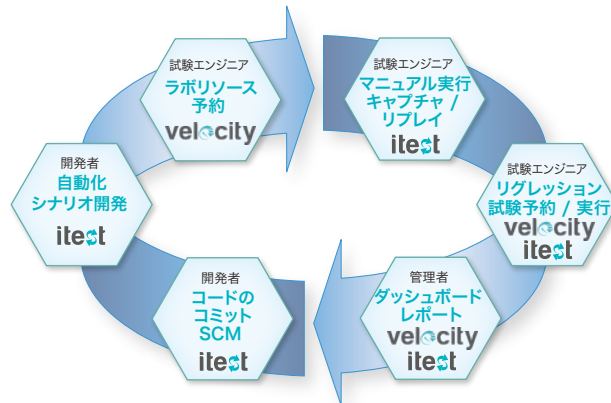 試験エンジニア
ラボリソース
予約
velocity
試験エンジニア
マニュアル実行
キャプチャ /
リプレイ
itest
試験エンジニア
リグレッション
試験予約 / 実行
velocity
itest
管理者
ダッシュボード
レポート
velocity
itest
開発者
コードの
コミット
SCM
itest
開発者
自動化
シナリオ開発
itest